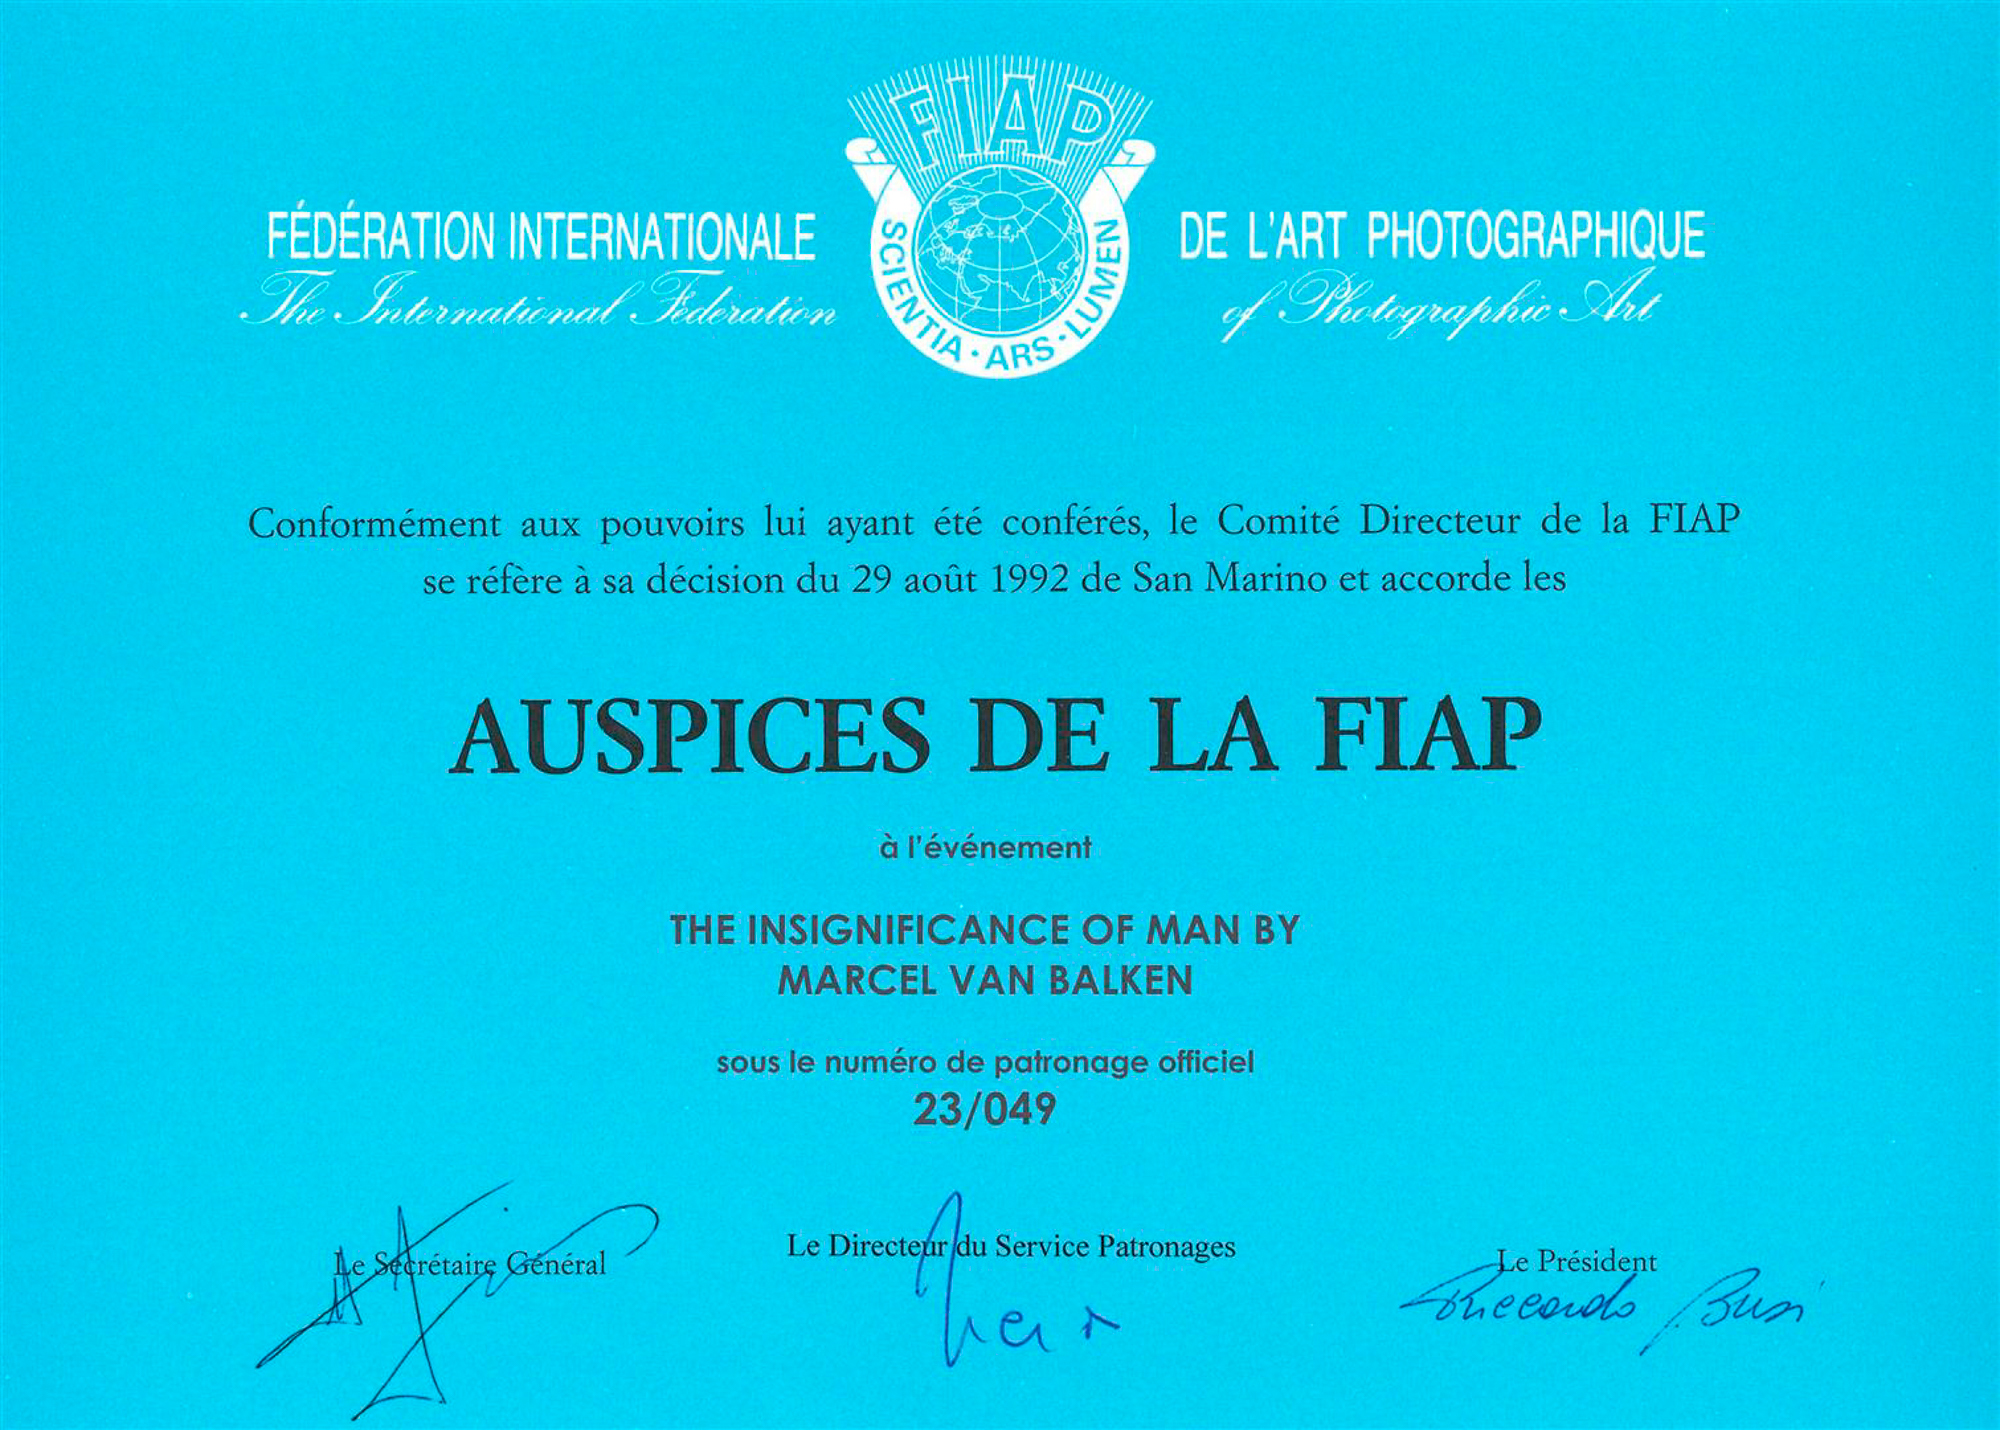 FIAP
SCIENTIA · ARS · LUMEN
FÉDÉRATION INTERNATIONALE DE L'ART PHOTOGRAPHIQUE
The International Federation of Photographic Art
Conformément aux pouvoirs lui ayant été conférés, le Comité Directeur de la FIAP
se réfère à sa décision du 29 août 1992 de San Marino et accorde les
AUSPICES DE LA FIAP
à l'événement
THE INSIGNIFICANCE OF MAN BY
MARCEL VAN BALKEN
sous le numéro de patronage officiel
23/049
Le Secrétaire Général
Le Directeur du Service Patronages
Le Président
Riccardo Busi